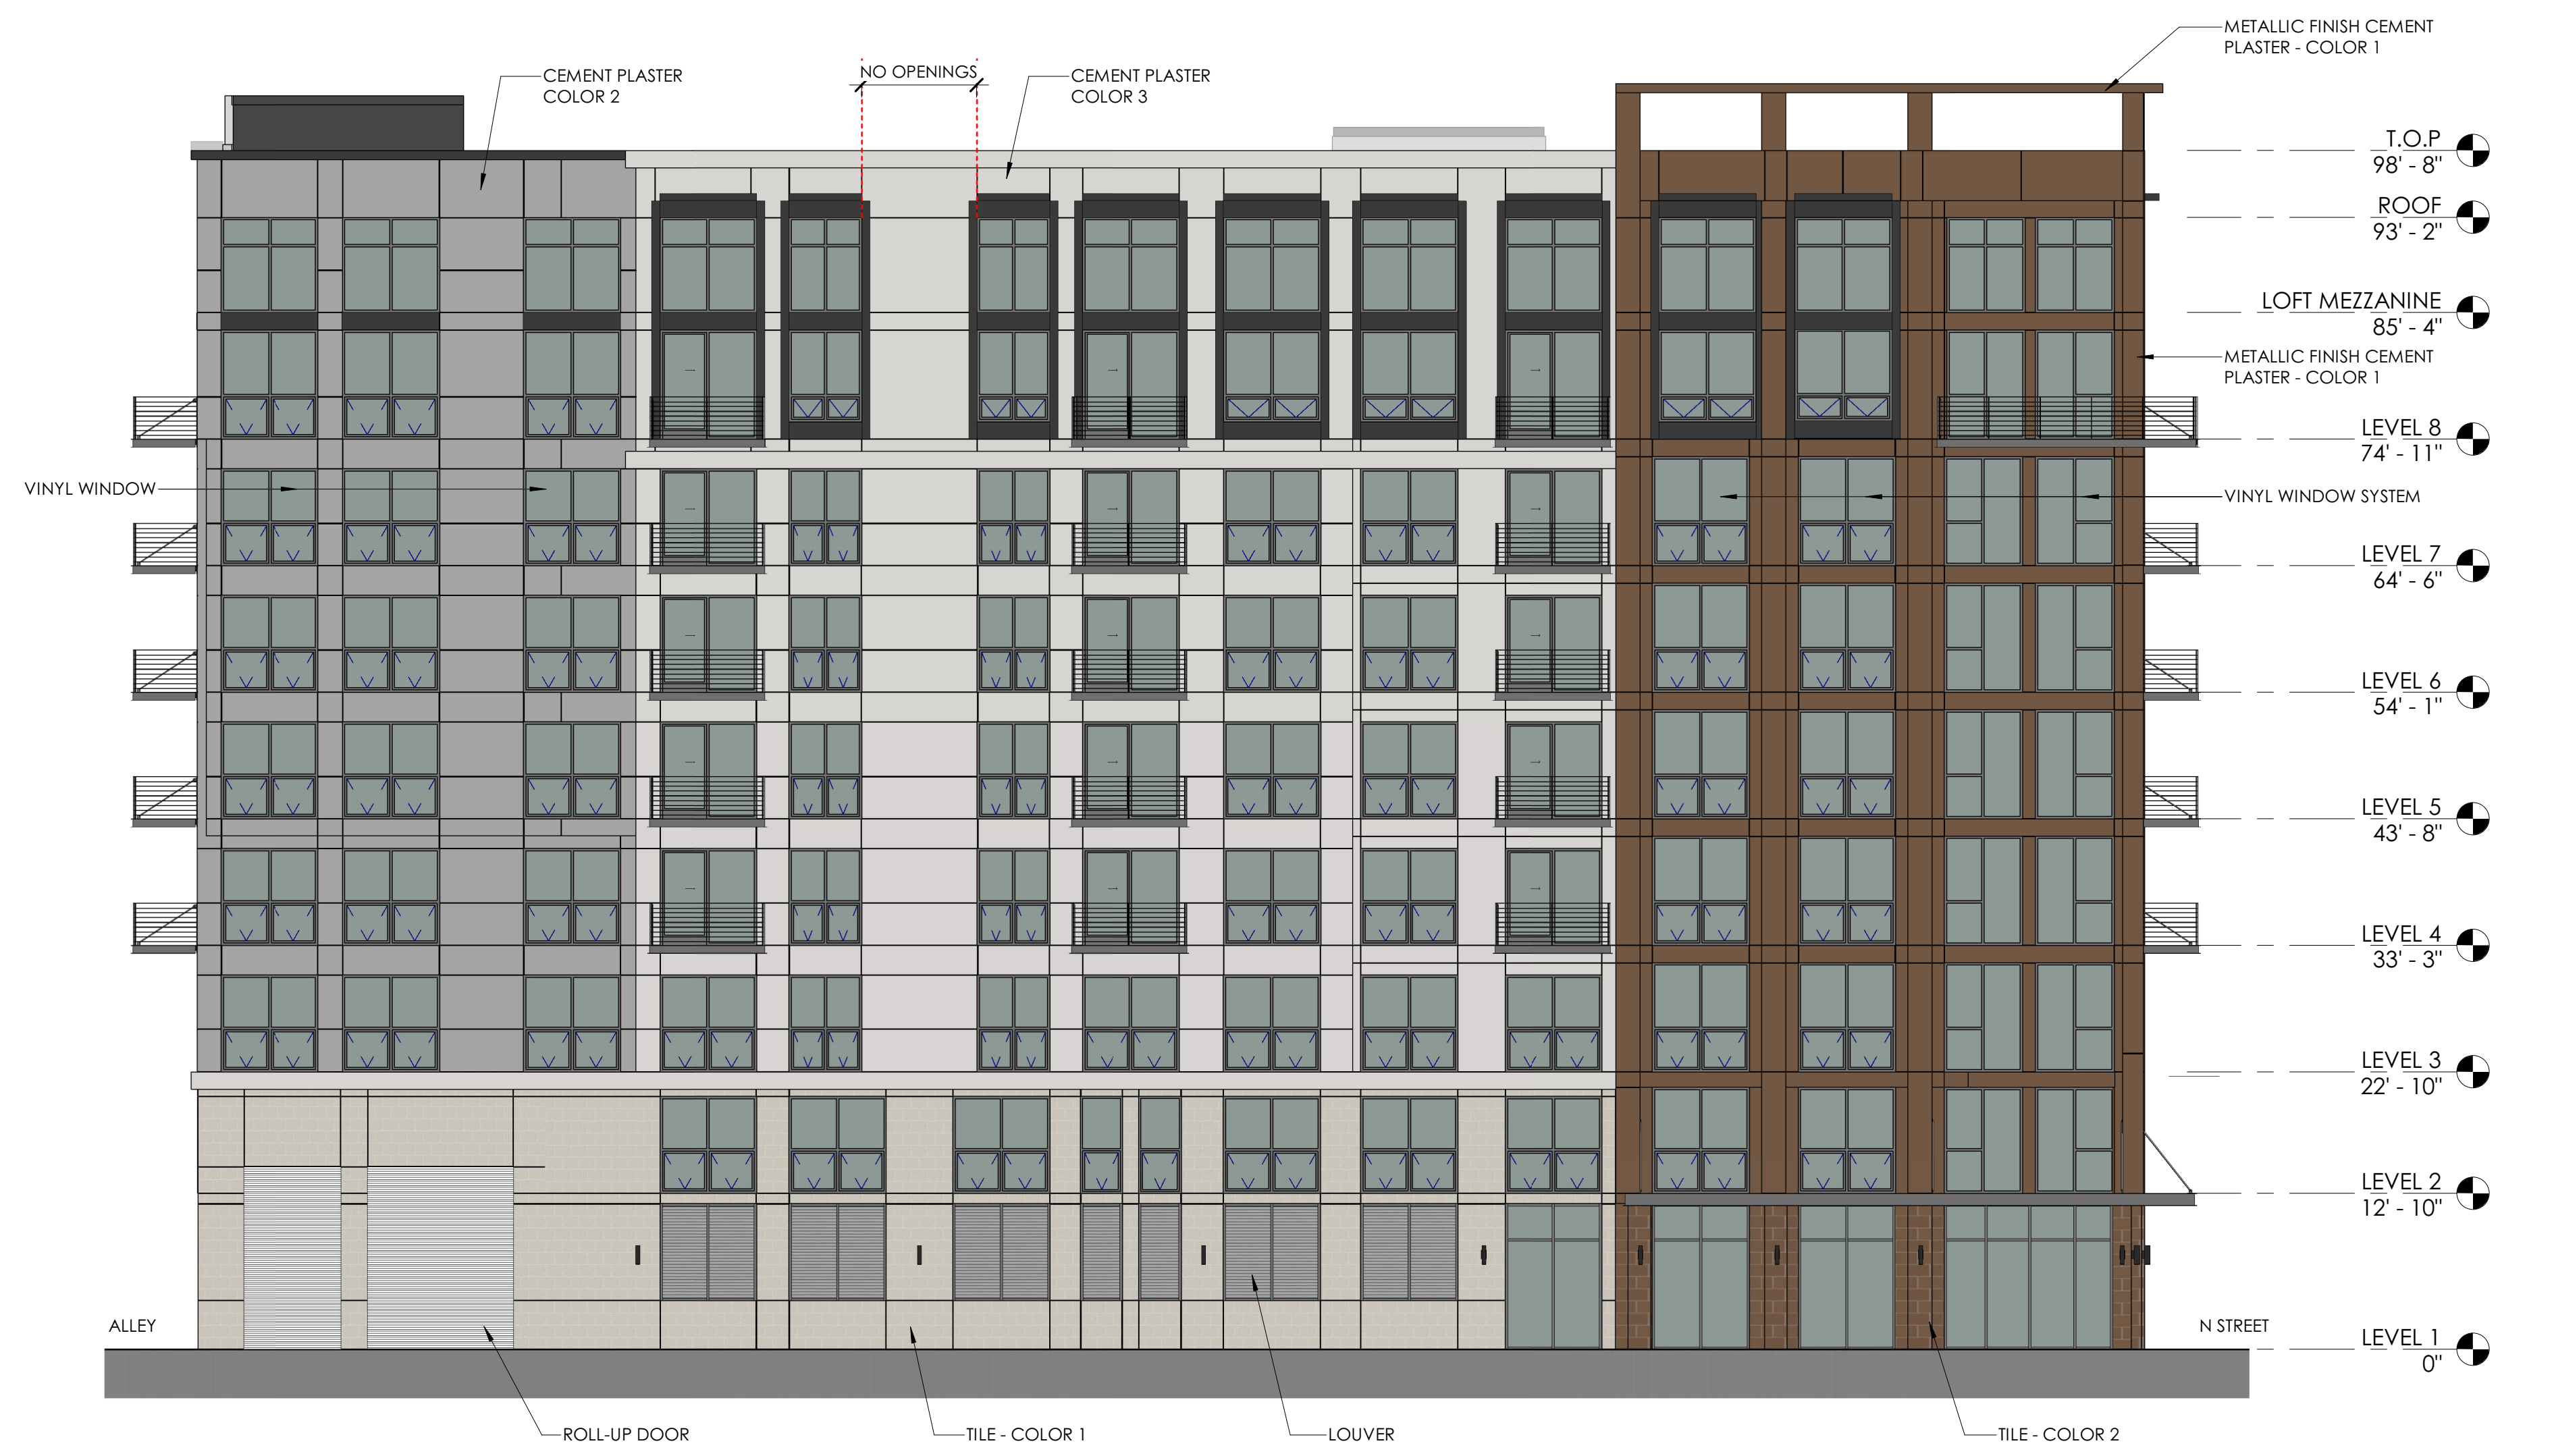 METALLIC FINISH CEMENT
PLASTER - COLOR 1
CEMENT PLASTER
COLOR 2
NO OPENINGS
CEMENT PLASTER
COLOR 3
T.O.P
98' - 8"
ROOF
93' - 2"
LOFT MEZZANINE
85' - 4"
METALLIC FINISH CEMENT
PLASTER - COLOR 1
LEVEL 8
74' - 11"
VINYL WINDOW
VINYL WINDOW SYSTEM
LEVEL 7
64' - 6"
LEVEL 6
54' - 1"
LEVEL 5
43' - 8"
LEVEL 4
33' - 3"
LEVEL 3
22' - 10"
LEVEL 2
12' - 10"
ALLEY
N STREET
LEVEL 1
0"
ROLL-UP DOOR
TILE - COLOR 1
LOUVER
TILE - COLOR 2